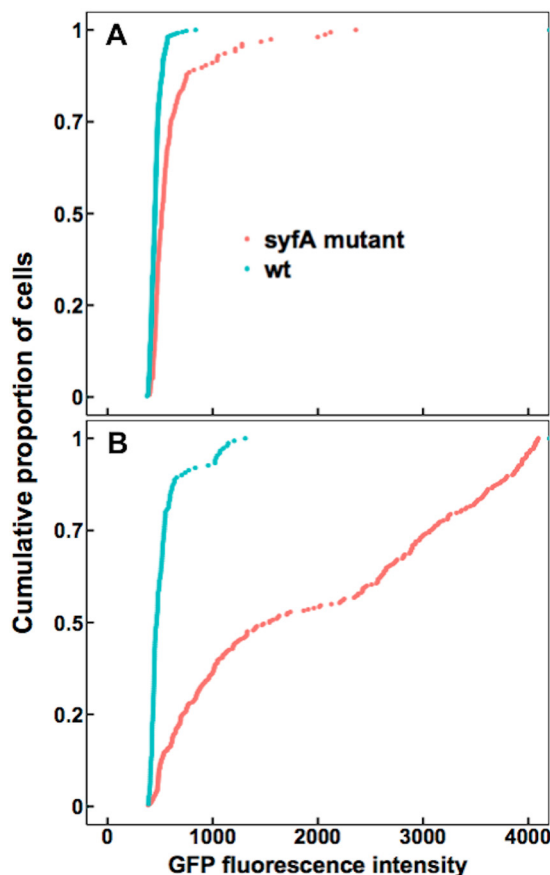 A
1
0.7
0.5
0.2
0
syfA mutant
wt
B
1
0.7
0.5
0.2
0
Cumulative proportion of cells
0 1000 2000 3000 4000
GFP fluorescence intensity